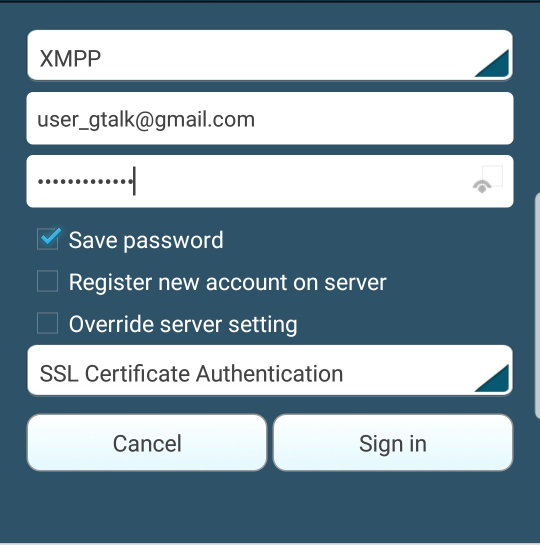 XMPP
user_gtalk@gmail.com
•••••••••••••
Save password
Register new account on server
Override server setting
SSL Certificate Authentication
Cancel
Sign in